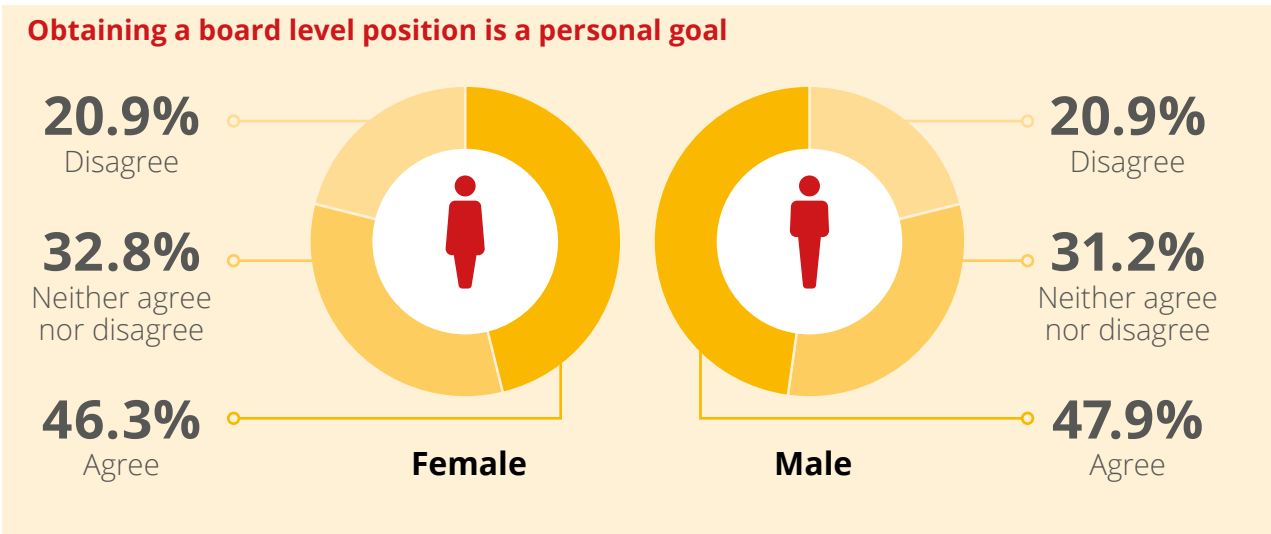 Obtaining a board level position is a personal goal
20.9%
Disagree
32.8%
Neither agree
nor disagree
46.3%
Agree
Female
20.9%
Disagree
31.2%
Neither agree
nor disagree
47.9%
Agree
Male